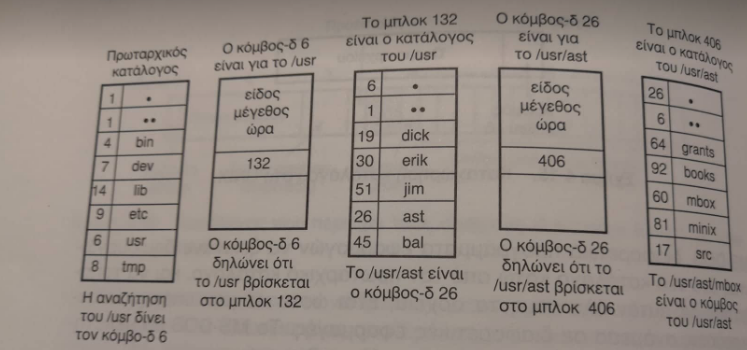 Πρωταρχικός
κατάλογος
1 •
1 ••
4 bin
7 dev
14 lib
9 etc
6 usr
8 tmp
Η αναζήτηση
του /usr δίνει
τον κόμβο-δ 6
Ο κόμβος-δ 6
είναι για το /usr
είδος
μέγεθος
ώρα
132
Ο κόμβος-δ 6
δηλώνει ότι
το /usr βρίσκεται
στο μπλοκ 132
Το μπλοκ 132
είναι ο κατάλογος
του /usr
6 •
1 ••
19 dick
30 erik
51 jim
26 ast
45 bal
Το /usr/ast είναι
ο κόμβος-δ 26
Ο κόμβος-δ 26
είναι για
το /usr/ast
είδος
μέγεθος
ώρα
406
Ο κόμβος-δ 26
δηλώνει ότι το
/usr/ast βρίσκεται
στο μπλοκ 406
Το μπλοκ 406
είναι ο κατάλογος
του /usr/ast
26 •
6 ••
64 grants
92 books
60 mbox
81 minix
17 src
Το /usr/ast/mbox
είναι ο κόμβος
του /usr/ast